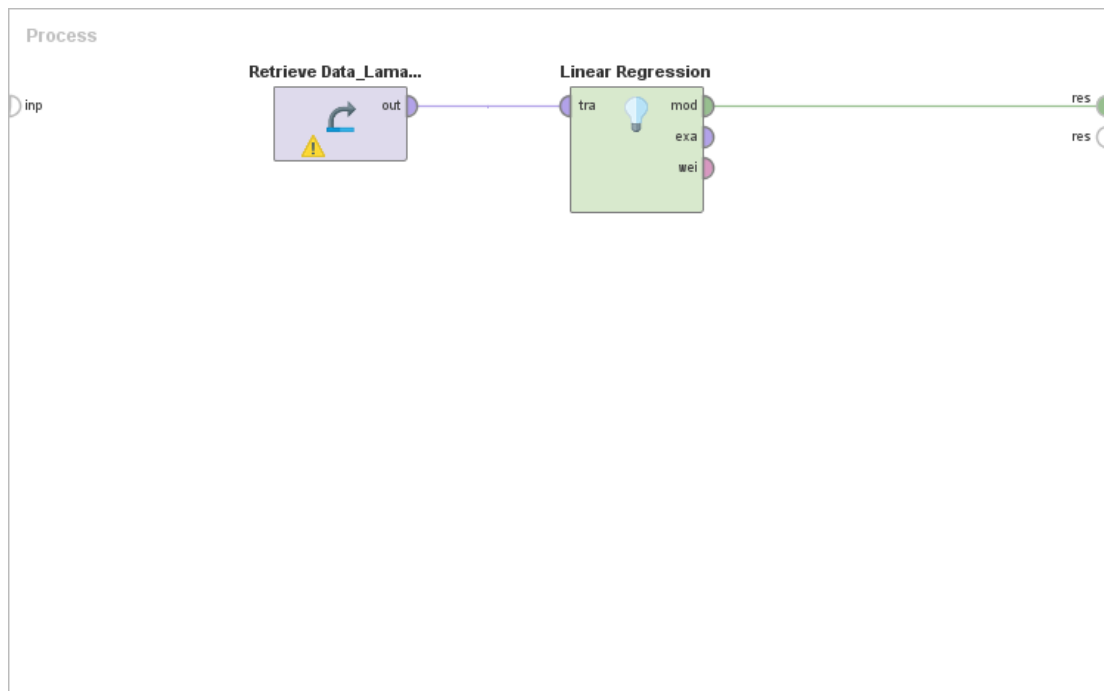 Process
Retrieve Data_Lama...
Linear Regression
inp
out
tra
mod
res
exa
res
wei